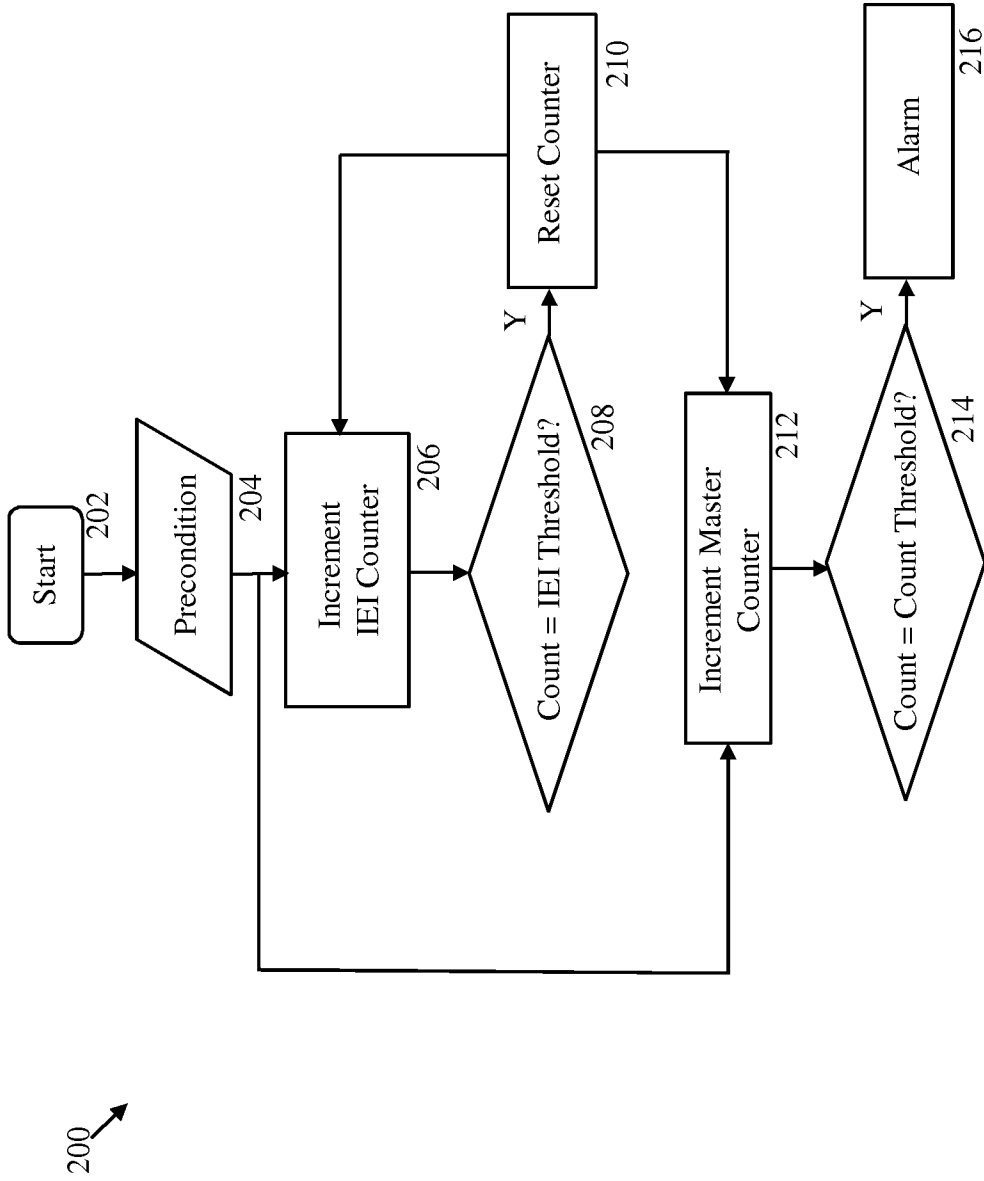 200
Start
202
Precondition
204
Increment
IEI Counter
206
Count = IEI Threshold?
208
Y
Reset Counter
210
Increment Master
Counter
212
Count = Count Threshold?
214
Y
Alarm
216